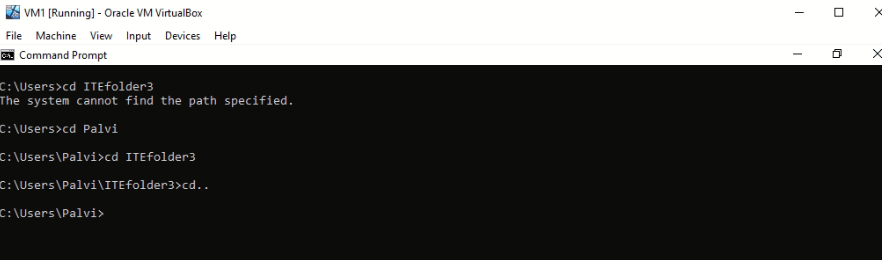 VM1 [Running] - Oracle VM VirtualBox
File Machine View Input Devices Help
Command Prompt
C:\Users>cd ITEfolder3
The system cannot find the path specified.
C:\Users>cd Palvi
C:\Users\Palvi>cd ITEfolder3
C:\Users\Palvi\ITEfolder3>cd..
C:\Users\Palvi>